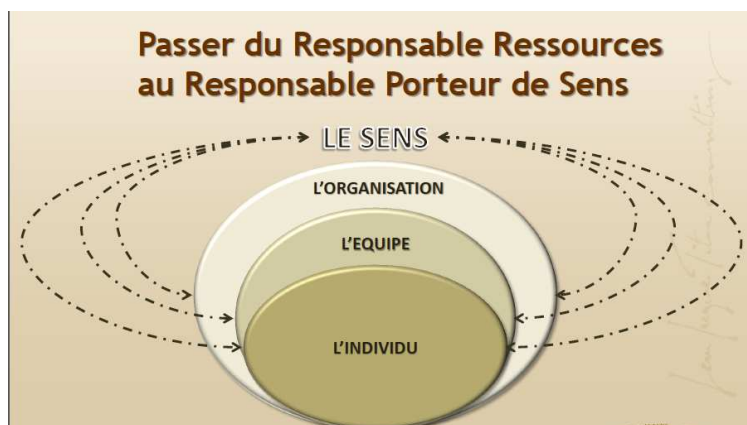 Passer du Responsable Ressources
au Responsable Porteur de Sens
LE SENS
L'ORGANISATION
L'EQUIPE
L'INDIVIDU